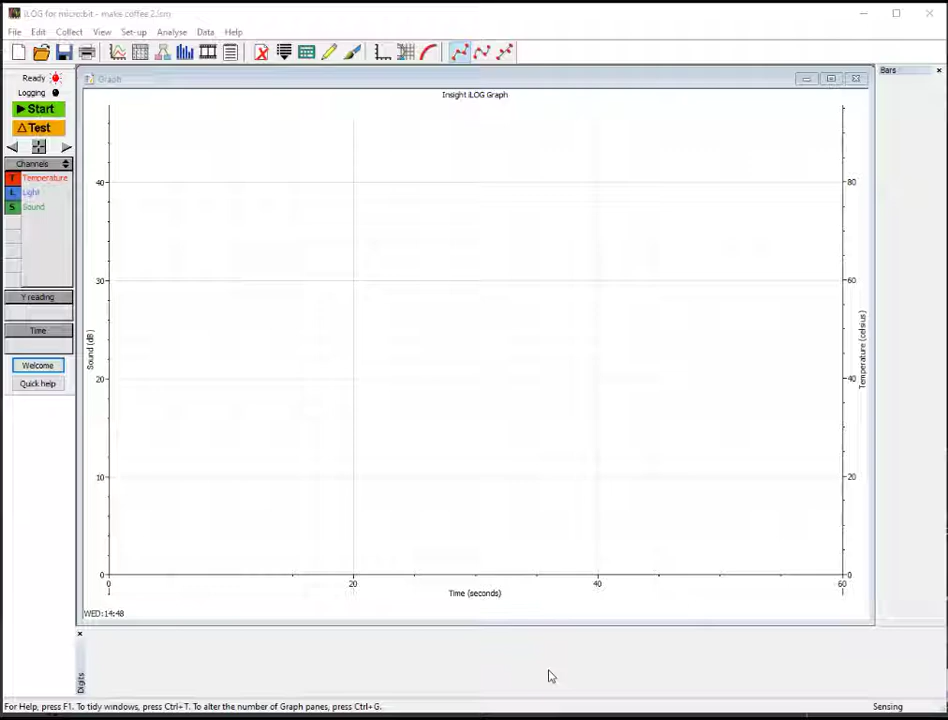 iLOG for micro:bit - make coffee 2.ism
File Edit Collect View Set-up Analyse Data Help
Ready
Logging
Start
Test
Channels
T Temperature
L Light
S Sound
Y reading
Time
Welcome
Quick help
Graph
Insight iLOG Graph
40
30
20
10
0
Sound (dB)
80
60
40
20
0
Temperature (celsius)
0 20 40 60
Time (seconds)
WED:14:48
Bars
Digits
For Help, press F1. To tidy windows, press Ctrl+T. To alter the number of Graph panes, press Ctrl+G.
Sensing